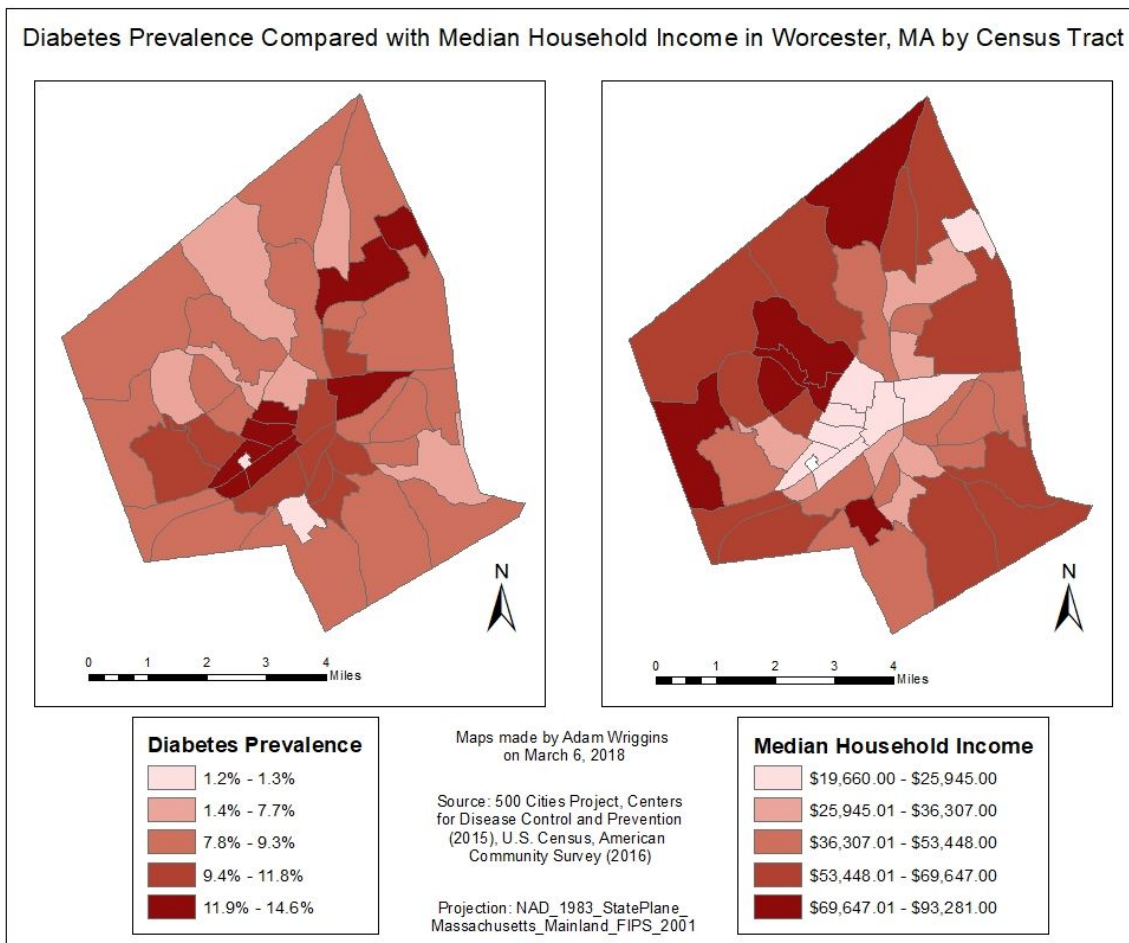 Diabetes Prevalence Compared with Median Household Income in Worcester, MA by Census Tract
N
0 1 2 3 4
Miles
N
0 1 2 3 4
Miles
Diabetes Prevalence
1.2% - 1.3%
1.4% - 7.7%
7.8% - 9.3%
9.4% - 11.8%
11.9% - 14.6%
Maps made by Adam Wriggins
on March 6, 2018
Source: 500 Cities Project, Centers
for Disease Control and Prevention
(2015), U.S. Census, American
Community Survey (2016)
Projection: NAD_1983_StatePlane_
Massachusetts_Mainland_FIPS_2001
Median Household Income
$19,660.00 - $25,945.00
$25,945.01 - $36,307.00
$36,307.01 - $53,448.00
$53,448.01 - $69,647.00
$69,647.01 - $93,281.00